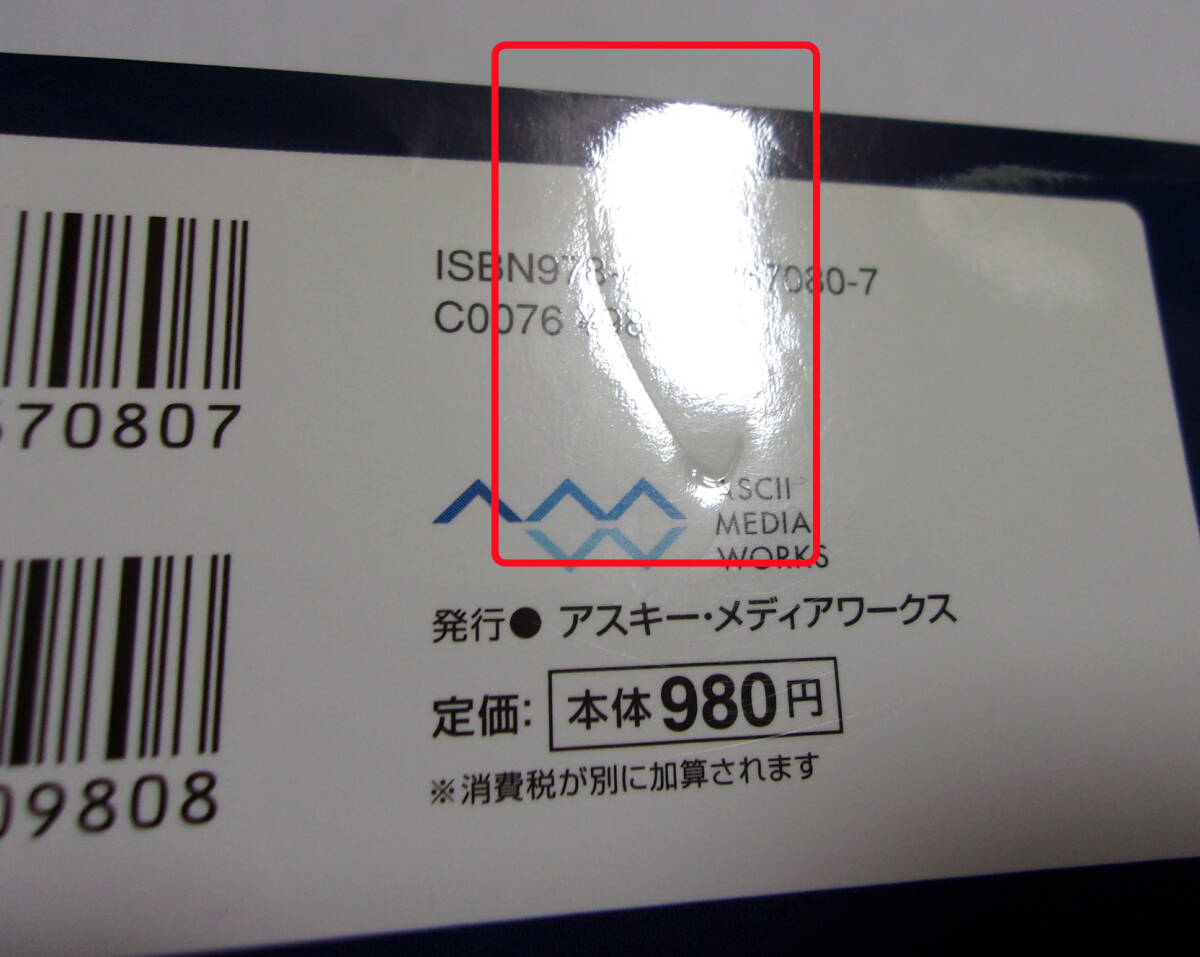 70807
09808
ISBN978- 67080-7
C0076 ¥98
ASCII
MEDIA
WORKS
発行● アスキー・メディアワークス
定価: 本体980円
※消費税が別に加算されます